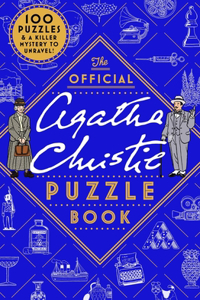 100
PUZZLES
& A KILLER
MYSTERY TO
UNRAVEL!
The
OFFICIAL
Agatha
Christie
PUZZLE
BOOK